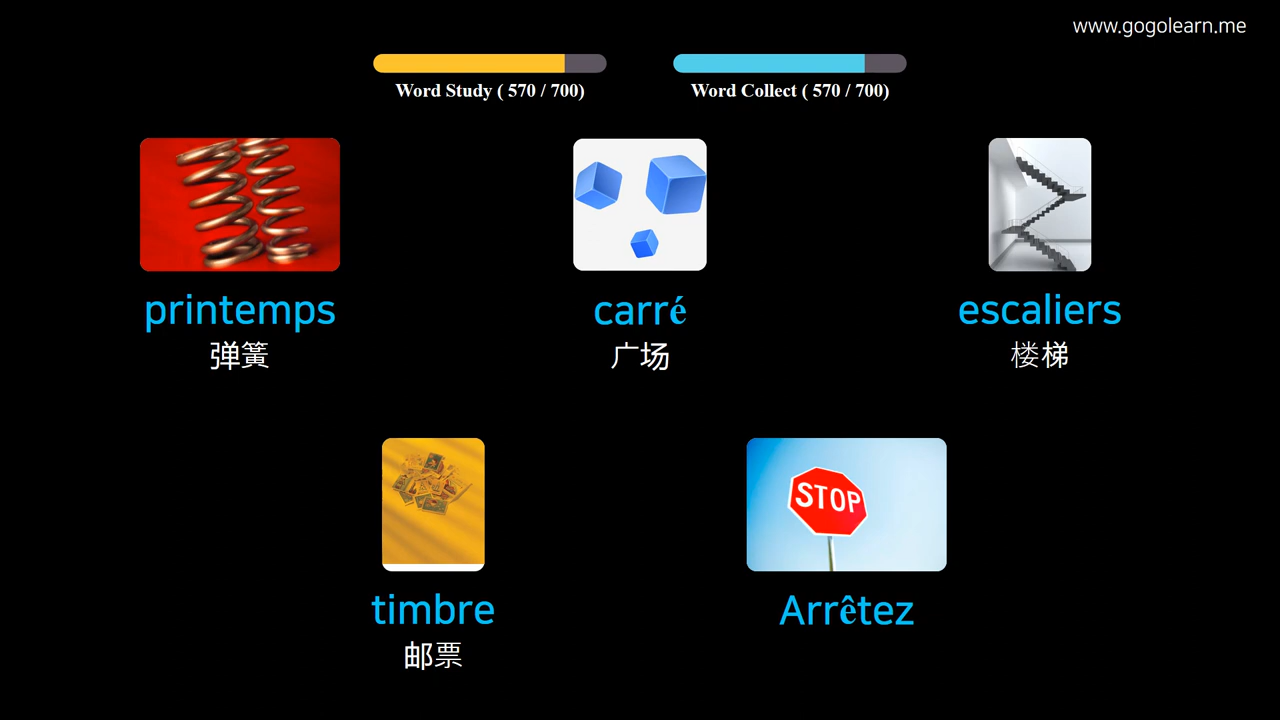 www.gogolearn.me
Word Study ( 570 / 700)
Word Collect ( 570 / 700)
printemps
弹簧
carré
广场
escaliers
楼梯
timbre
邮票
STOP
Arrêtez